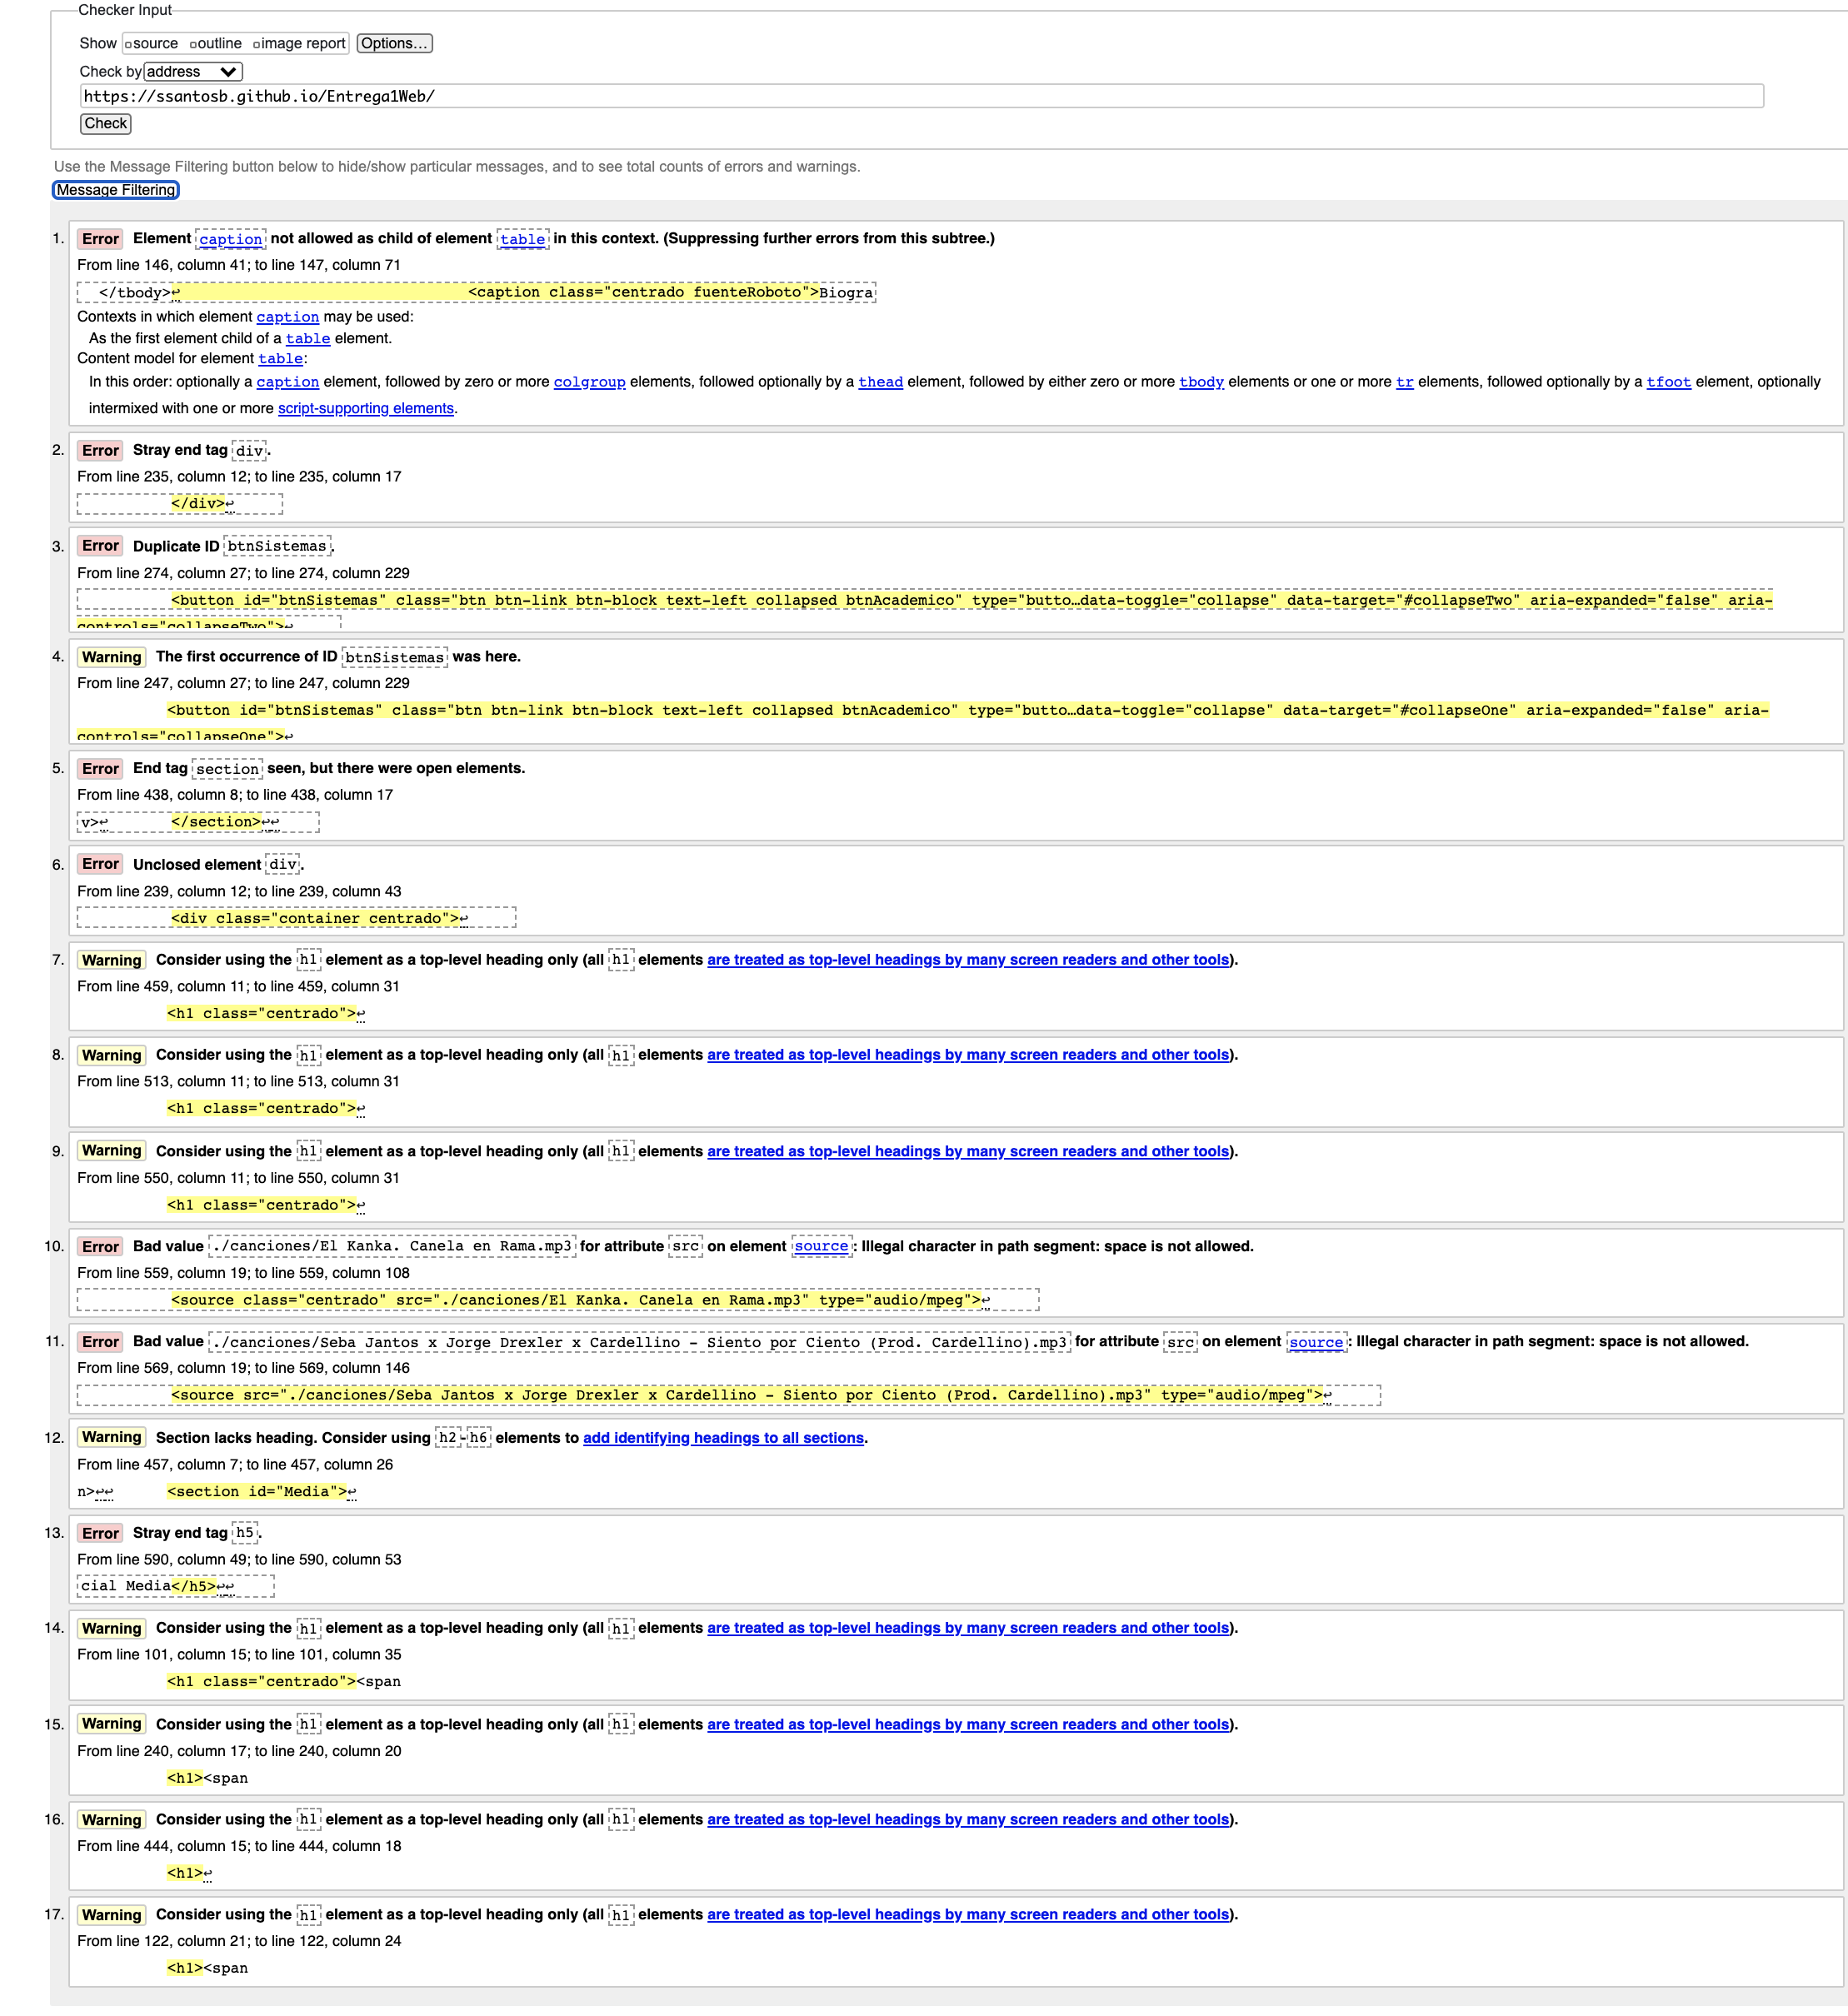 Checker Input
Show source outline image report Options...
Check by address
https://ssantosb.github.io/Entrega1Web/
Check
Use the Message Filtering button below to hide/show particular messages, and to see total counts of errors and warnings.
Message Filtering
1. Error Element caption not allowed as child of element table in this context. (Suppressing further errors from this subtree.)
From line 146, column 41; to line 147, column 71
</tbody>↩ <caption class="centrado fuenteRoboto">Biogra
Contexts in which element caption may be used:
As the first element child of a table element.
Content model for element table:
In this order: optionally a caption element, followed by zero or more colgroup elements, followed optionally by a thead element, followed by either zero or more tbody elements or one or more tr elements, followed optionally by a tfoot element, optionally
intermixed with one or more script-supporting elements.
2. Error Stray end tag div.
From line 235, column 12; to line 235, column 17
</div>↩
3. Error Duplicate ID btnSistemas.
From line 274, column 27; to line 274, column 229
<button id="btnSistemas" class="btn btn-link btn-block text-left collapsed btnAcademico" type="butto…data-toggle="collapse" data-target="#collapseTwo" aria-expanded="false" aria-
controls="collapseTwo">↩
4. Warning The first occurrence of ID btnSistemas was here.
From line 247, column 27; to line 247, column 229
<button id="btnSistemas" class="btn btn-link btn-block text-left collapsed btnAcademico" type="butto…data-toggle="collapse" data-target="#collapseOne" aria-expanded="false" aria-
controls="collapseOne">↩
5. Error End tag section seen, but there were open elements.
From line 438, column 8; to line 438, column 17
v>↩ </section>↩↩
6. Error Unclosed element div.
From line 239, column 12; to line 239, column 43
<div class="container centrado">↩
7. Warning Consider using the h1 element as a top-level heading only (all h1 elements are treated as top-level headings by many screen readers and other tools).
From line 459, column 11; to line 459, column 31
<h1 class="centrado">↩
8. Warning Consider using the h1 element as a top-level heading only (all h1 elements are treated as top-level headings by many screen readers and other tools).
From line 513, column 11; to line 513, column 31
<h1 class="centrado">↩
9. Warning Consider using the h1 element as a top-level heading only (all h1 elements are treated as top-level headings by many screen readers and other tools).
From line 550, column 11; to line 550, column 31
<h1 class="centrado">↩
10. Error Bad value ./canciones/El Kanka. Canela en Rama.mp3 for attribute src on element source: Illegal character in path segment: space is not allowed.
From line 559, column 19; to line 559, column 108
<source class="centrado" src="./canciones/El Kanka. Canela en Rama.mp3" type="audio/mpeg">↩
11. Error Bad value ./canciones/Seba Jantos x Jorge Drexler x Cardellino - Siento por Ciento (Prod. Cardellino).mp3 for attribute src on element source: Illegal character in path segment: space is not allowed.
From line 569, column 19; to line 569, column 146
<source src="./canciones/Seba Jantos x Jorge Drexler x Cardellino - Siento por Ciento (Prod. Cardellino).mp3" type="audio/mpeg">↩
12. Warning Section lacks heading. Consider using h2-h6 elements to add identifying headings to all sections.
From line 457, column 7; to line 457, column 26
n>↩↩ <section id="Media">↩
13. Error Stray end tag h5.
From line 590, column 49; to line 590, column 53
cial Media</h5>↩↩
14. Warning Consider using the h1 element as a top-level heading only (all h1 elements are treated as top-level headings by many screen readers and other tools).
From line 101, column 15; to line 101, column 35
<h1 class="centrado"><span
15. Warning Consider using the h1 element as a top-level heading only (all h1 elements are treated as top-level headings by many screen readers and other tools).
From line 240, column 17; to line 240, column 20
<h1><span
16. Warning Consider using the h1 element as a top-level heading only (all h1 elements are treated as top-level headings by many screen readers and other tools).
From line 444, column 15; to line 444, column 18
<h1>↩
17. Warning Consider using the h1 element as a top-level heading only (all h1 elements are treated as top-level headings by many screen readers and other tools).
From line 122, column 21; to line 122, column 24
<h1><span